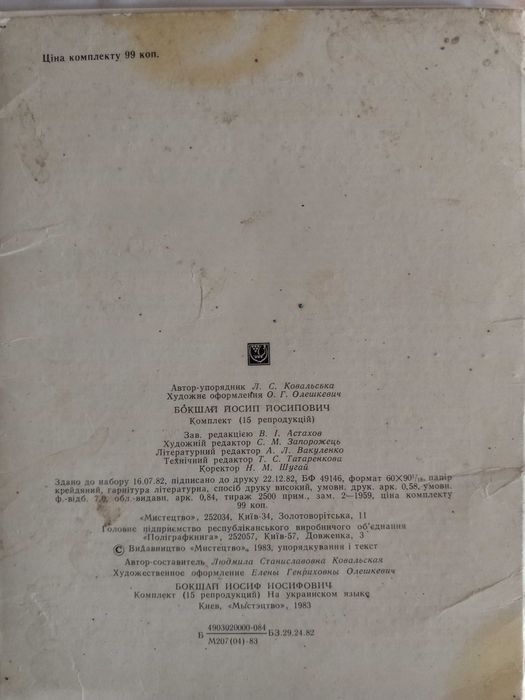 Ціна комплекту 99 коп.
Автор-упорядник Л. С. Ковальська
Художнє оформлення О. Г. Олешкевич
БОКШАЙ ЙОСИП ЙОСИПОВИЧ
Комплект (15 репродукцій)
Зав. редакцією В. І. Астахов
Художній редактор С. М. Запорожець
Літературний редактор А. Л. Вакуленко
Технічний редактор Т. С. Татаренкова
Коректор Н. М. Шугай
Здано до набору 16.07.82, підписано до друку 22.12.82, БФ 49146, формат 60×90¹/₁₆, папір
крейдяний, гарнітура літературна, спосіб друку високий, умовн. друк. арк. 0,58, умовн.
ф.-відб. 7,0, обл.-видавн. арк. 0,84, тираж 2500 прим., зам. 2—1959, ціна комплекту
99 коп.
«Мистецтво», 252034, Київ-34, Золотоворітська, 11
Головне підприємство республіканського виробничого об'єднання
«Поліграфкнига», 252057, Київ-57, Довженка, 3
© Видавництво «Мистецтво», 1983, упорядкування і текст
Автор-составитель Людмила Станиславовна Ковальская
Художественное оформление Елены Генриховны Олешкевич
БОКШАЙ ИОСИФ ИОСИФОВИЧ
Комплект (15 репродукций) На украинском языке
Киев, «Мыстэцтво», 1983
Б 4903020000-084 БЗ.29.24.82
М207(04)-83